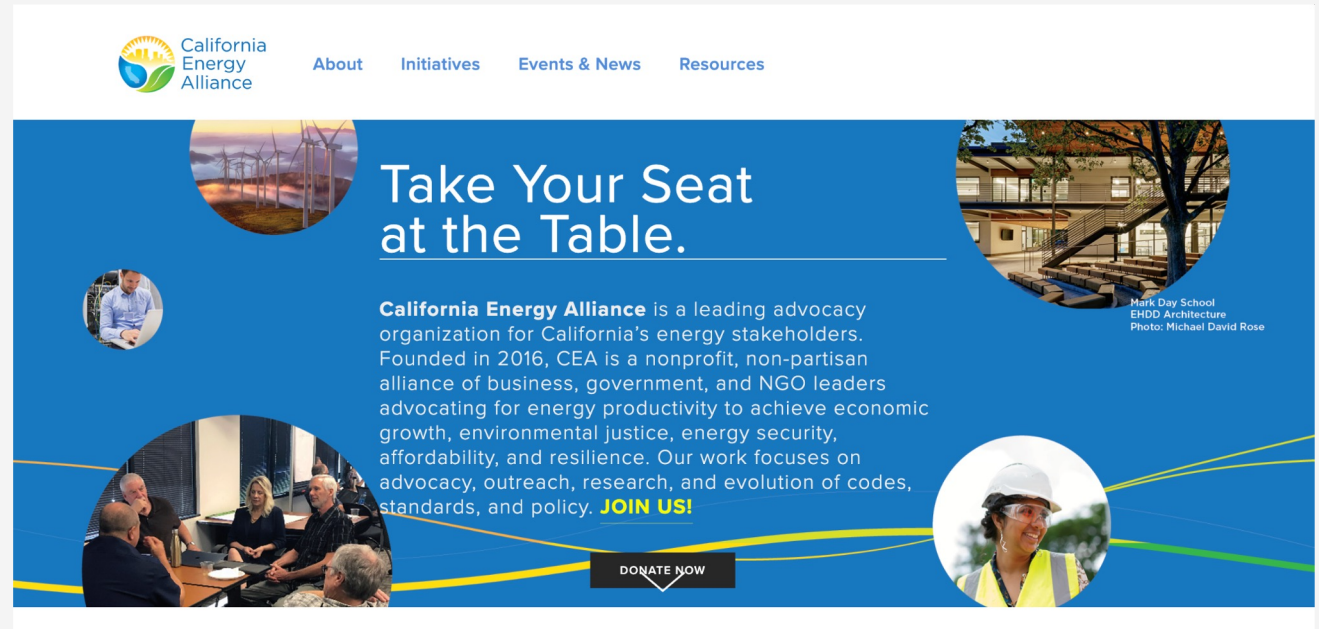 California
Energy
Alliance
About
Initiatives
Events & News
Resources
Take Your Seat
at the Table.
California Energy Alliance is a leading advocacy
organization for California’s energy stakeholders.
Founded in 2016, CEA is a nonprofit, non-partisan
alliance of business, government, and NGO leaders
advocating for energy productivity to achieve economic
growth, environmental justice, energy security,
affordability, and resilience. Our work focuses on
advocacy, outreach, research, and evolution of codes,
standards, and policy. JOIN US!
Mark Day School
EHDD Architecture
Photo: Michael David Rose
DONATE NOW